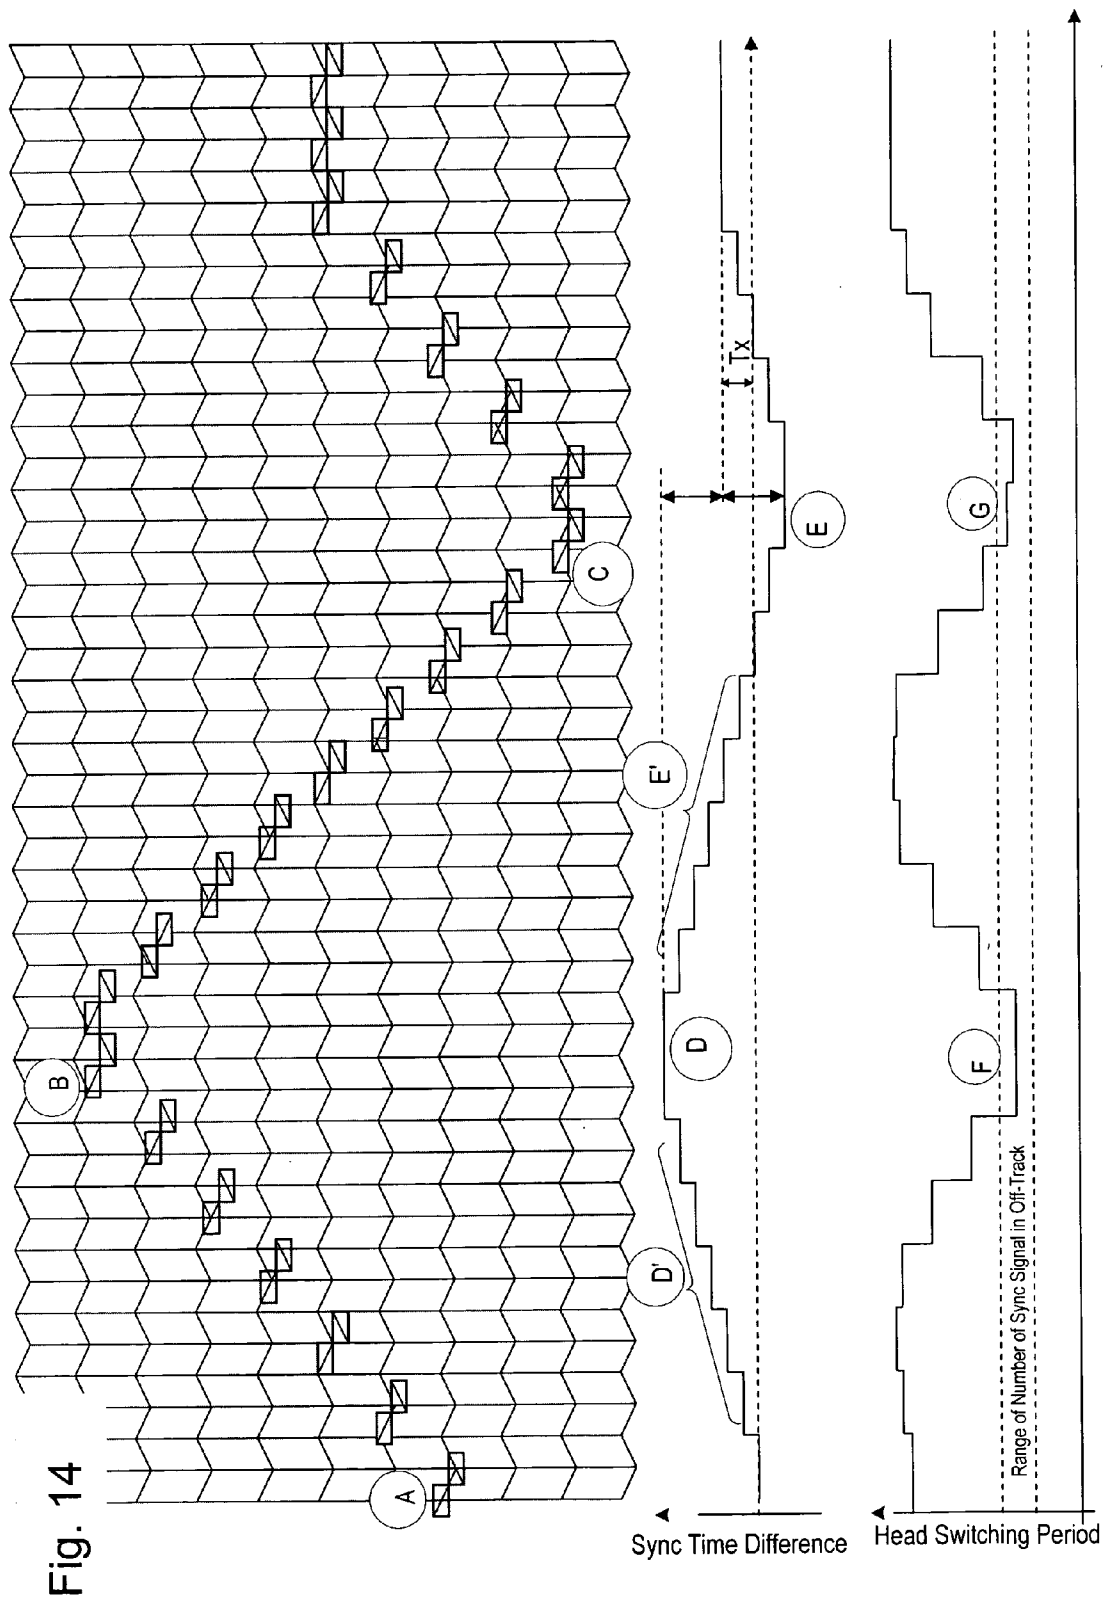 Fig. 14
A
B
C
D'
D
E'
E
Tx
Sync Time Difference
F
G
Range of Number of Sync Signal in Off-Track
Head Switching Period